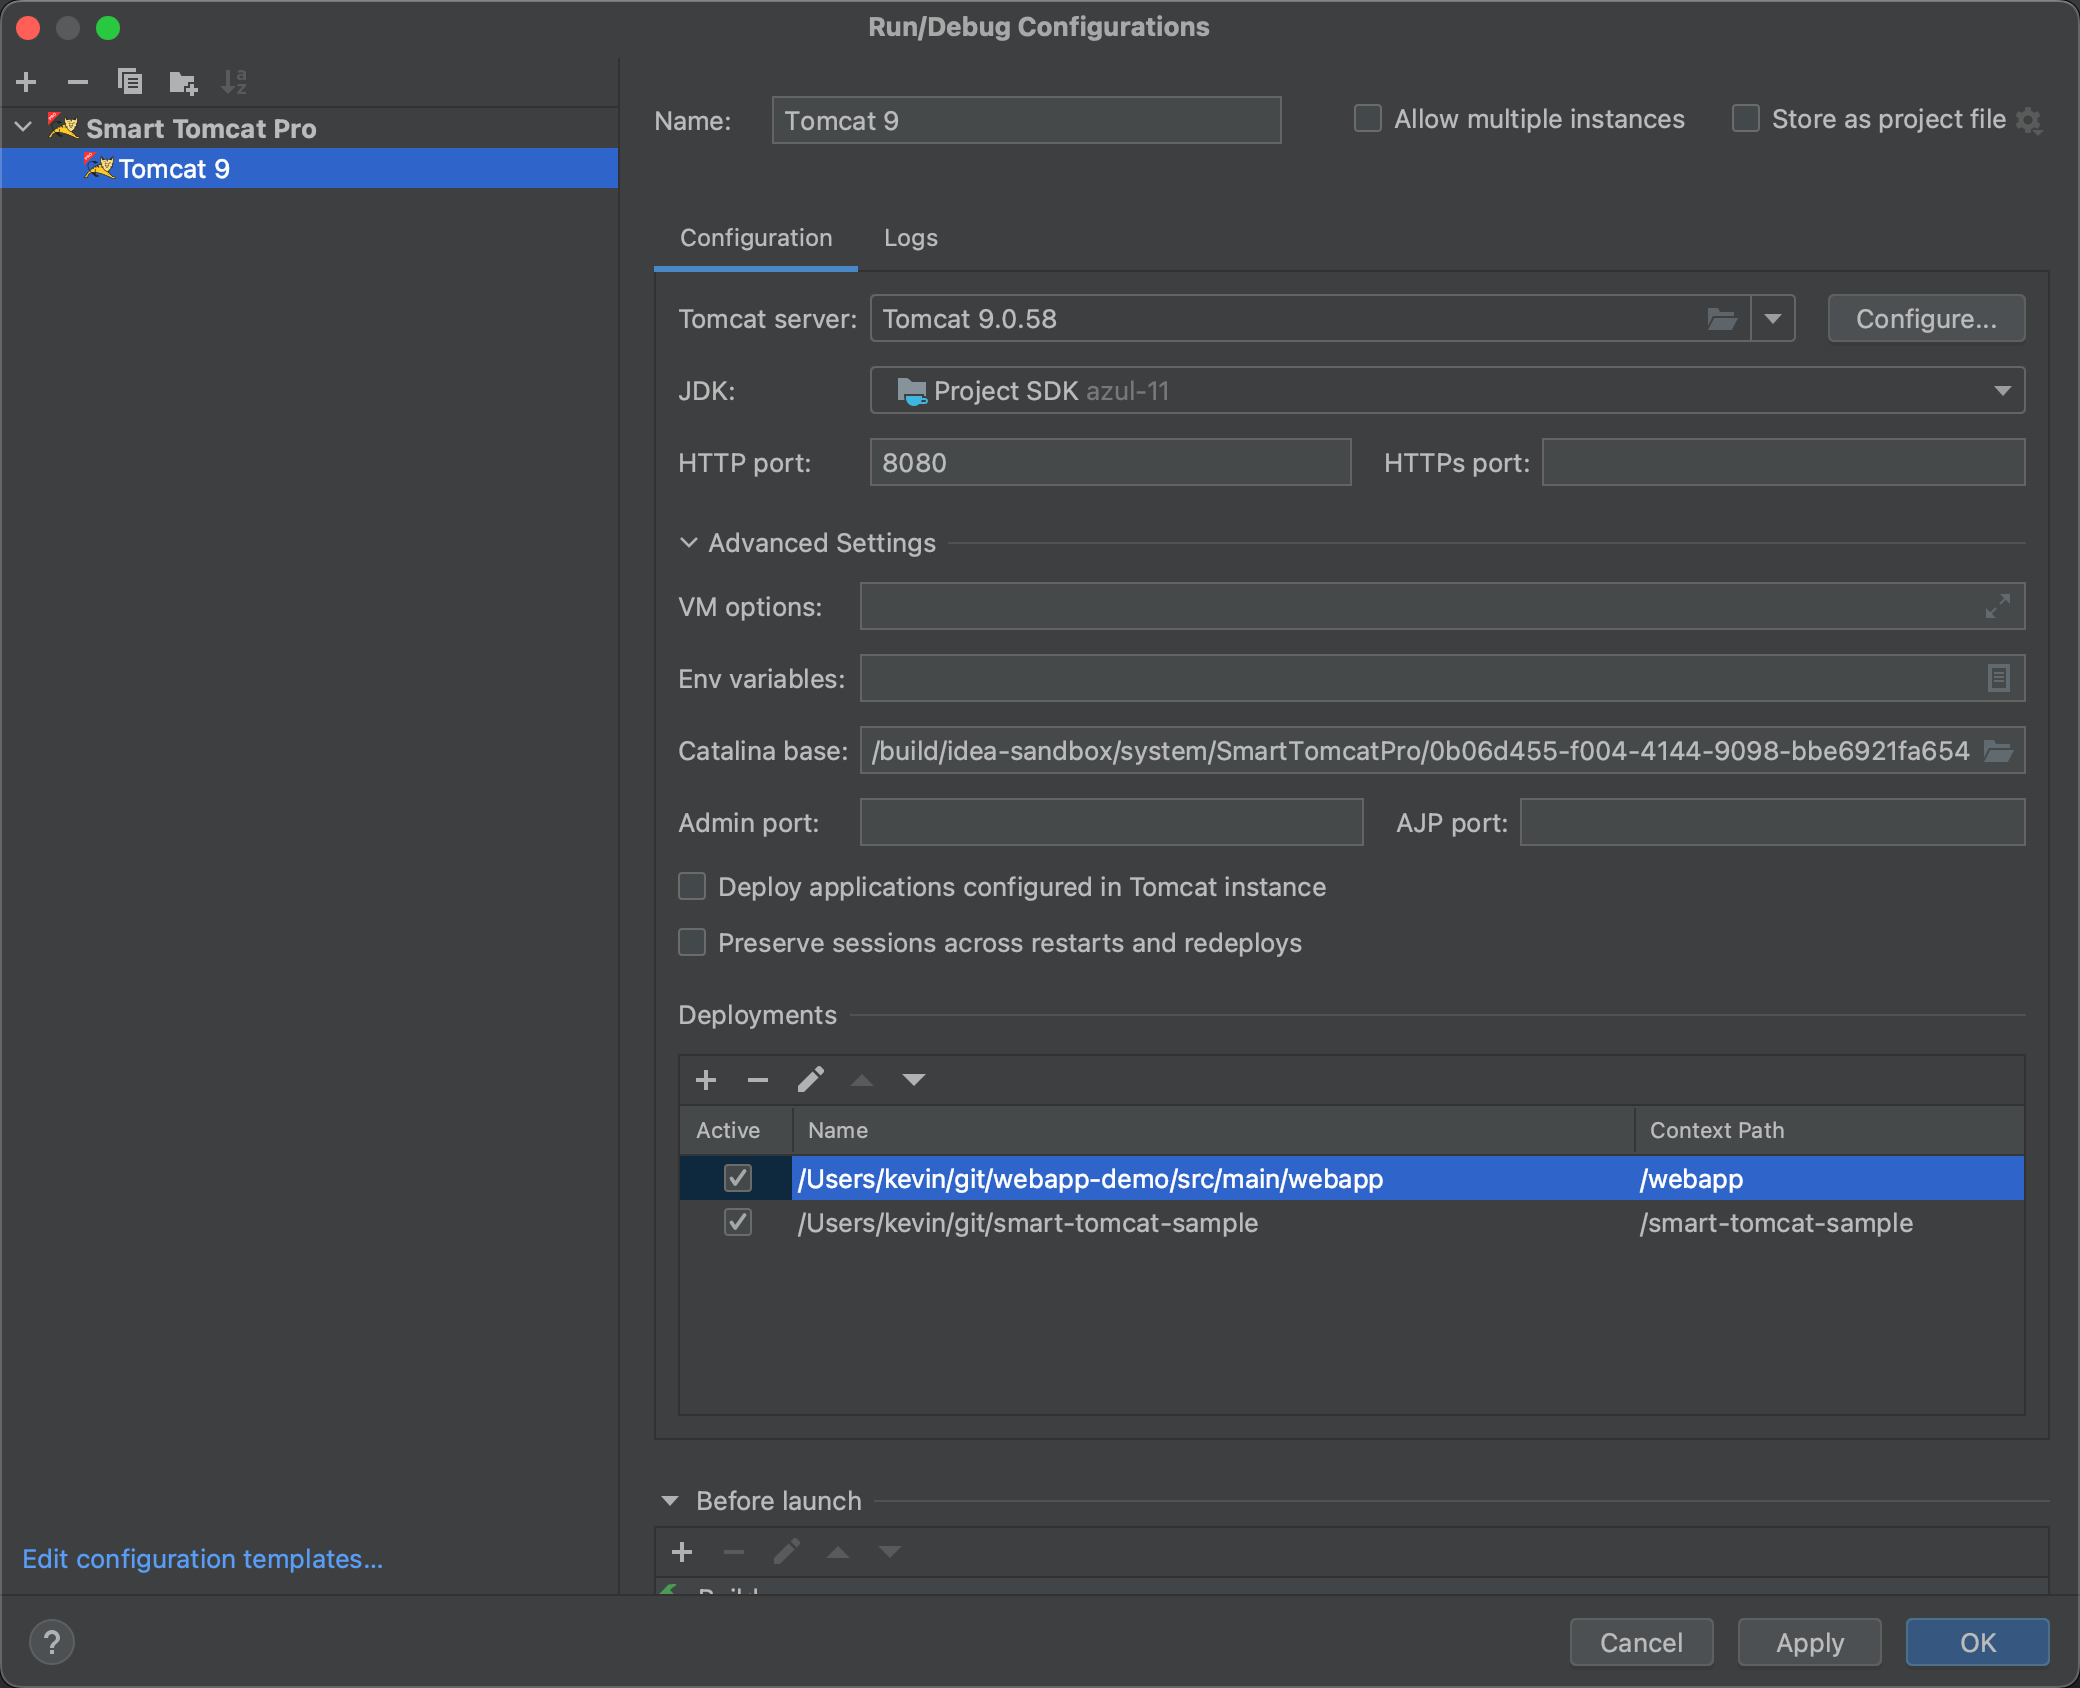 Run/Debug Configurations
Smart Tomcat Pro
Tomcat 9
Name: Tomcat 9 Allow multiple instances Store as project file
Configuration Logs
Tomcat server: Tomcat 9.0.58 Configure...
JDK: Project SDK azul-11
HTTP port: 8080 HTTPs port:
Advanced Settings
VM options:
Env variables:
Catalina base: /build/idea-sandbox/system/SmartTomcatPro/0b06d455-f004-4144-9098-bbe6921fa654
Admin port: AJP port:
Deploy applications configured in Tomcat instance
Preserve sessions across restarts and redeploys
Deployments
Active Name Context Path
/Users/kevin/git/webapp-demo/src/main/webapp /webapp
/Users/kevin/git/smart-tomcat-sample /smart-tomcat-sample
Before launch
Build
Edit configuration templates...
? Cancel Apply OK